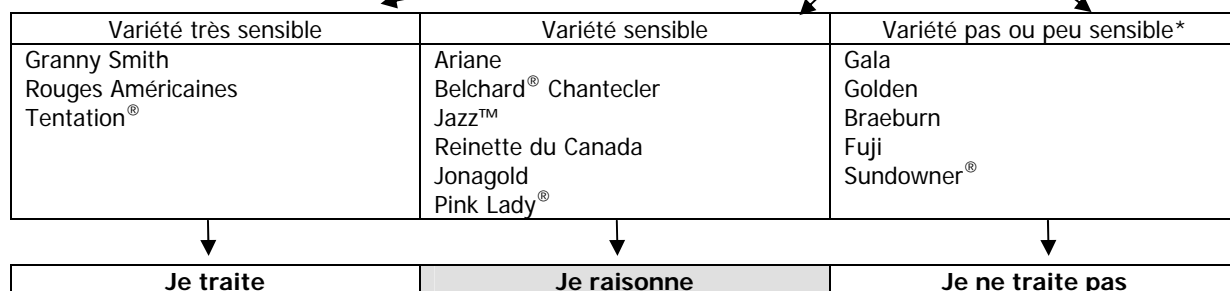 Variété très sensible
Variété sensible
Variété pas ou peu sensible*
Granny Smith
Rouges Américaines
Tentation®
Ariane
Belchard® Chantecler
Jazz™
Reinette du Canada
Jonagold
Pink Lady®
Gala
Golden
Braeburn
Fuji
Sundowner®
Je traite
Je raisonne
Je ne traite pas